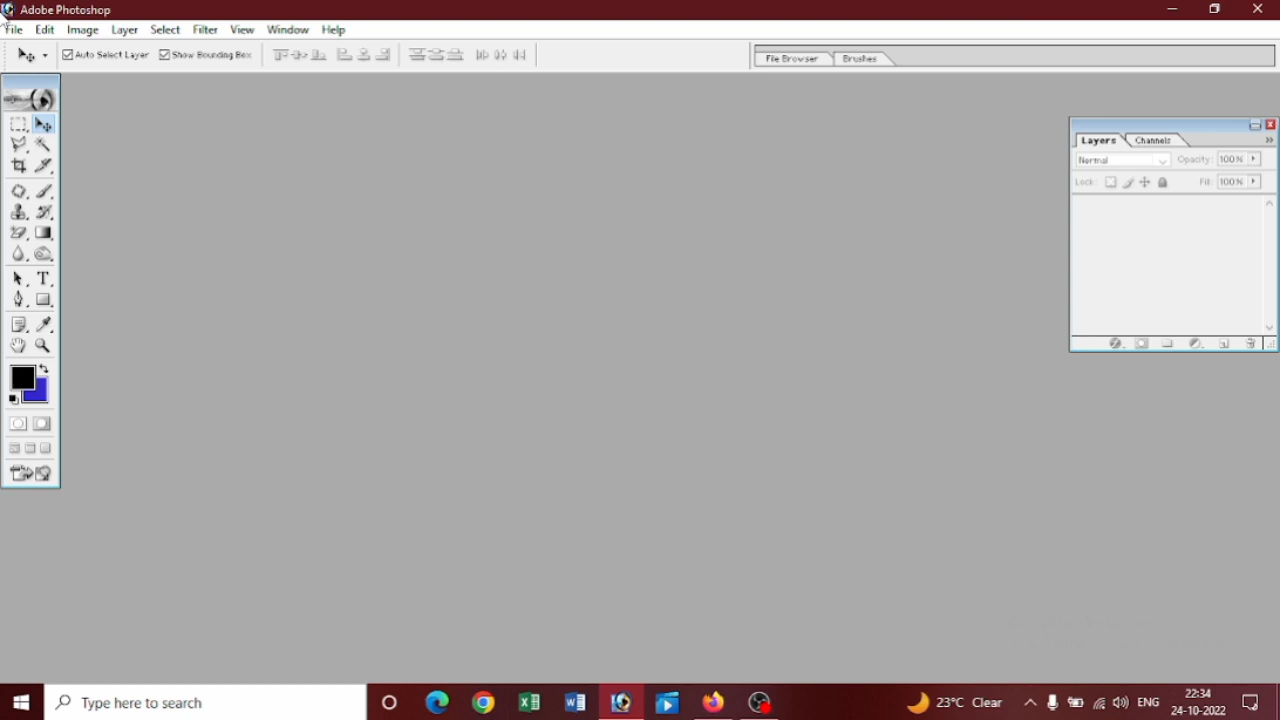 Adobe Photoshop
File Edit Image Layer Select Filter View Window Help
Auto Select Layer Show Bounding Box File Browser Brushes
Layers Channels
Normal Opacity: 100%
Lock: Fill: 100%
T
Type here to search
23°C Clear
ENG
22:34
24-10-2022